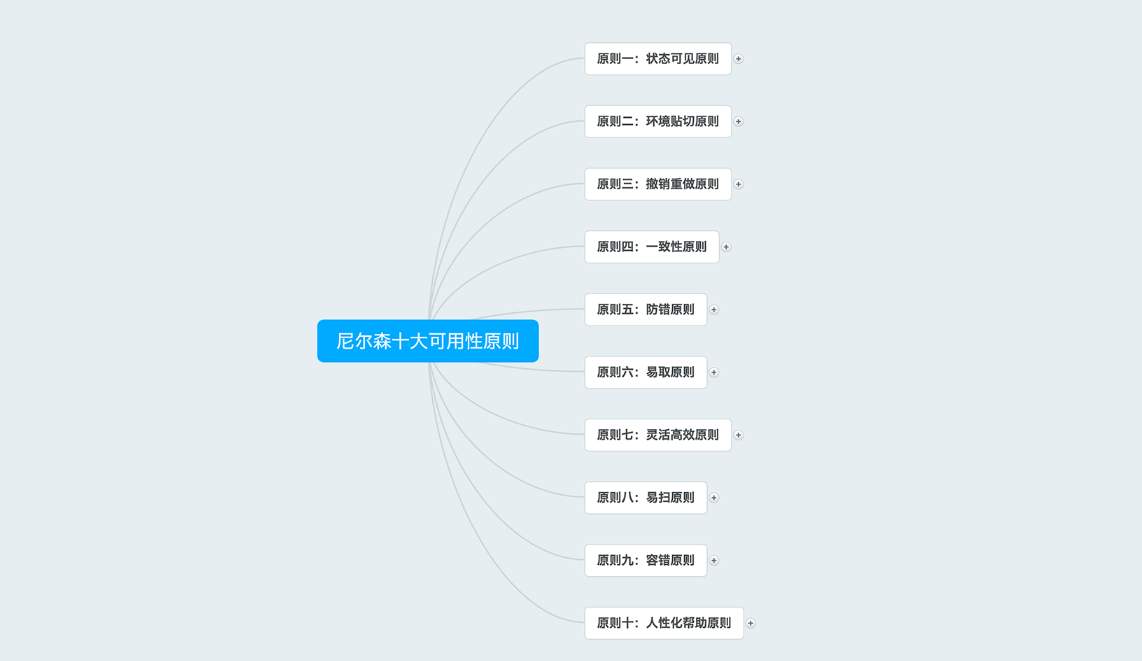 尼尔森十大可用性原则
原则一：状态可见原则
原则二：环境贴切原则
原则三：撤销重做原则
原则四：一致性原则
原则五：防错原则
原则六：易取原则
原则七：灵活高效原则
原则八：易扫原则
原则九：容错原则
原则十：人性化帮助原则